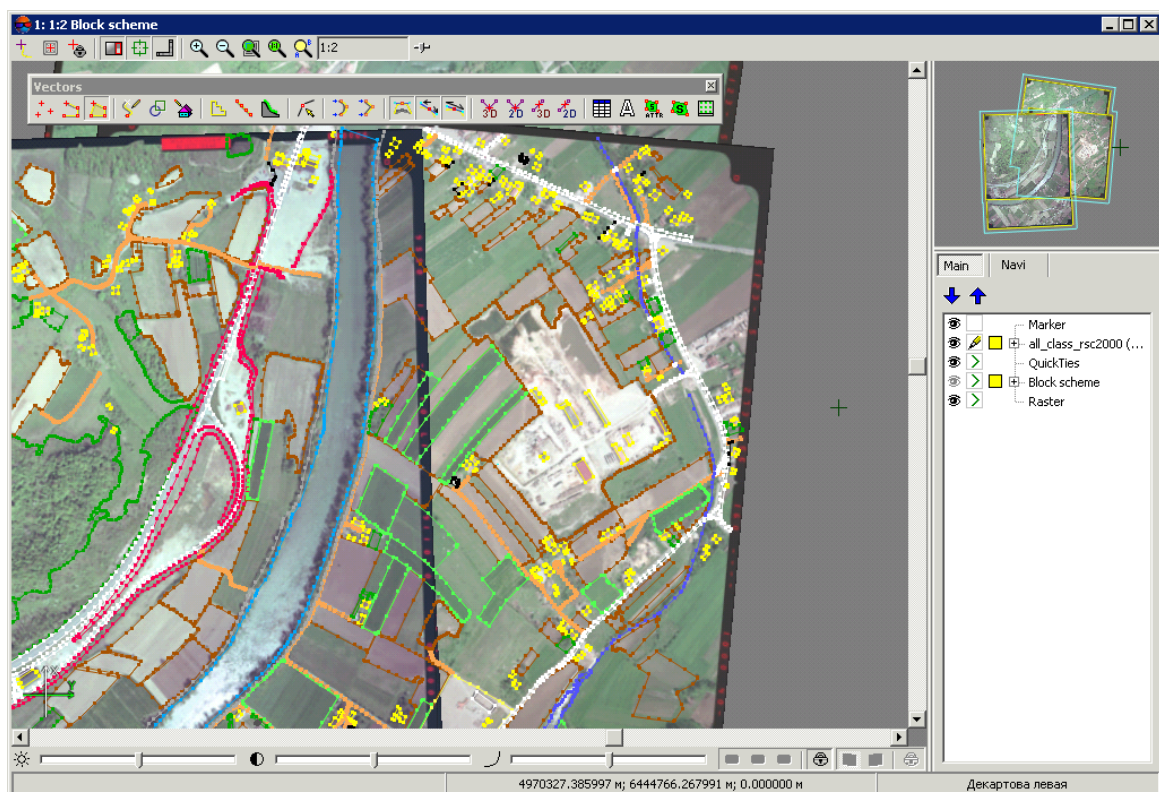 1: 1:2 Block scheme
1:2
Vectors
3D 2D 3D 2D A ATTR S
Main Navi
Marker
all_class_rsc2000 (...
QuickTies
Block scheme
Raster
4970327.385997 м; 6444766.267991 м; 0.000000 м
Декартова левая